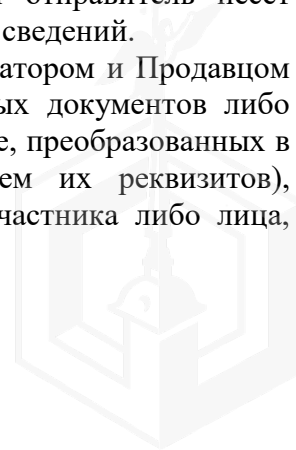 отправитель несет
сведений.
атором и Продавцом
ых документов либо
е, преобразованных в
ем их реквизитов),
частника либо лица,